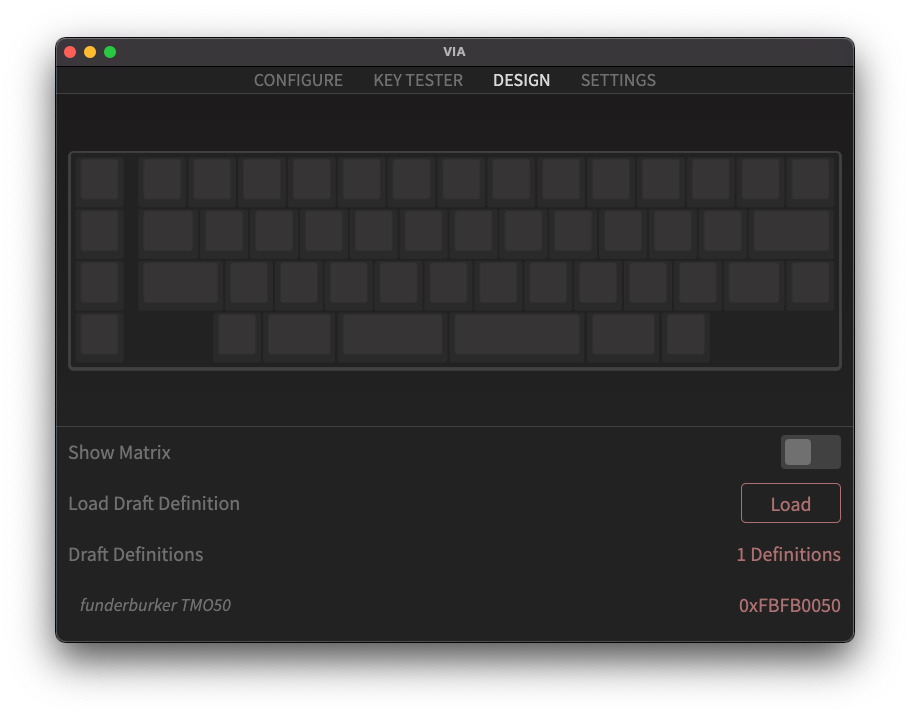 VIA
CONFIGURE KEY TESTER DESIGN SETTINGS
Show Matrix
Load Draft Definition Load
Draft Definitions 1 Definitions
funderburker TMO50 0xFBFB0050